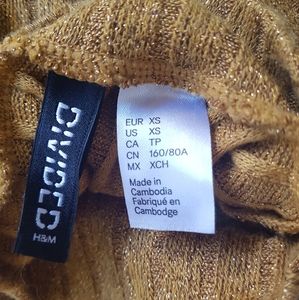 DIVIDED
H&M
EUR XS
US XS
CA TP
CN 160/80A
MX XCH
Made in
Cambodia
Fabriqué en
Cambodge